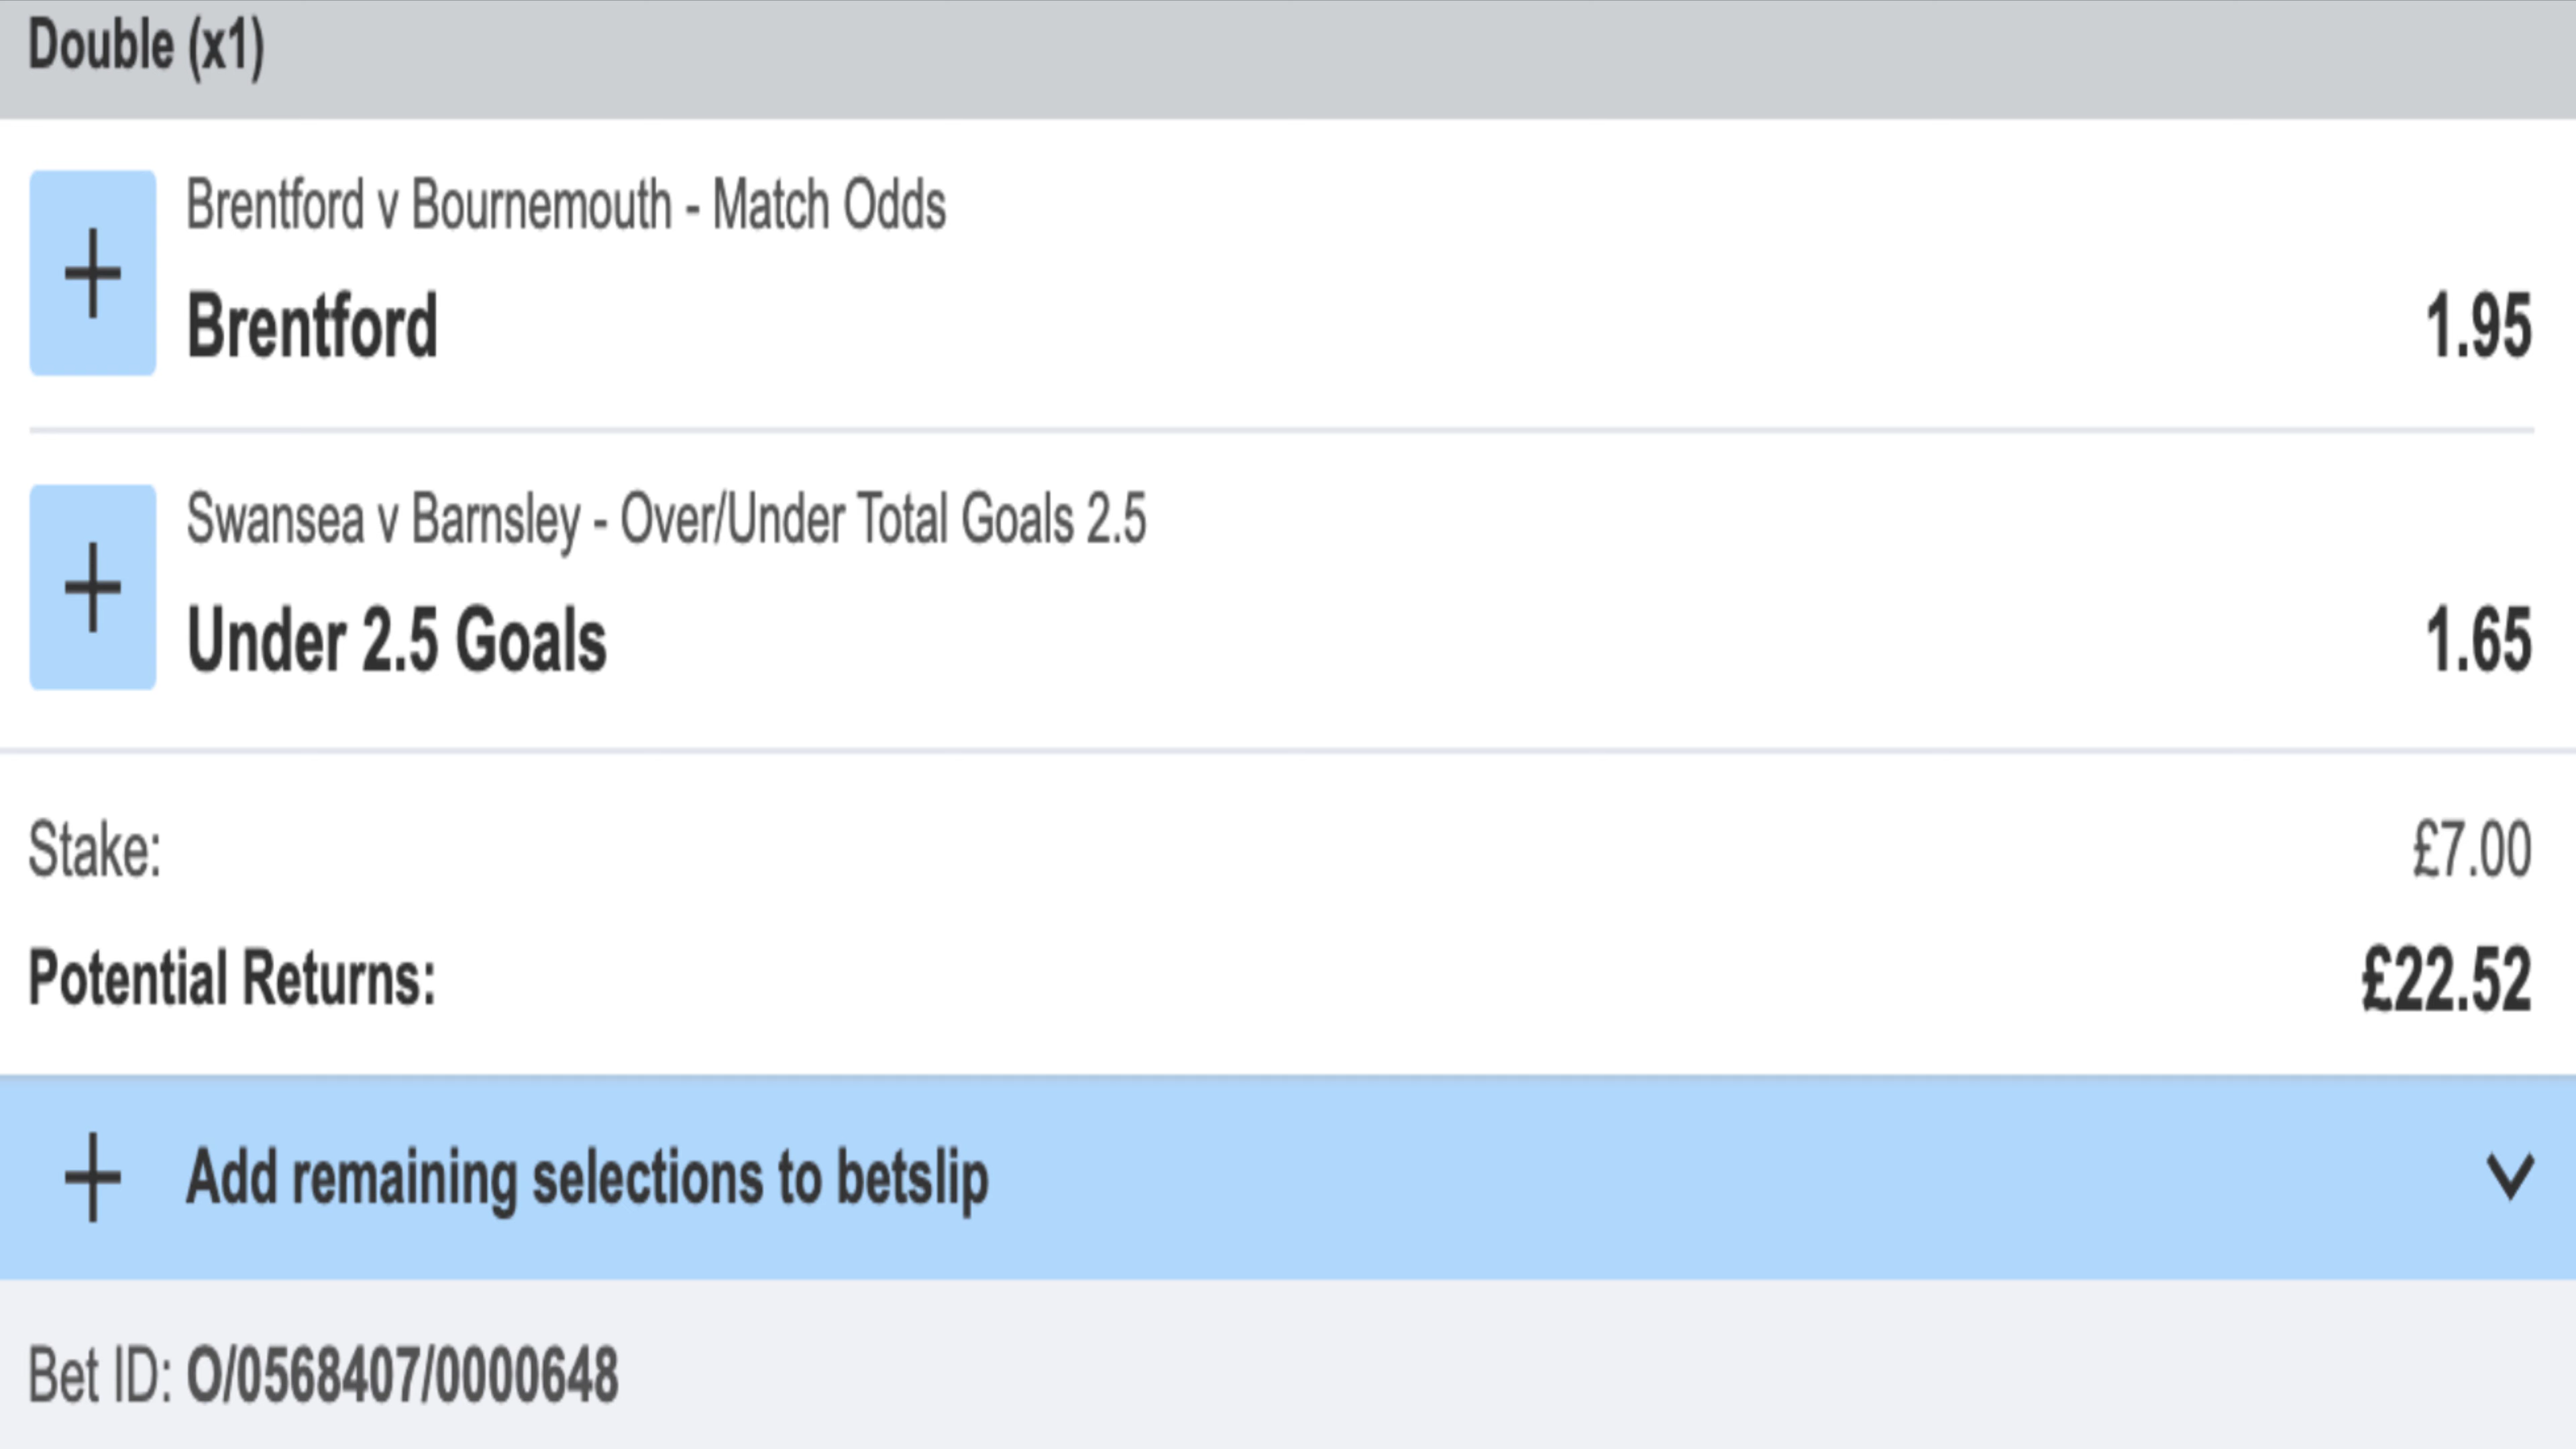 Double (x1)
Brentford v Bournemouth - Match Odds
Brentford 1.95
Swansea v Barnsley - Over/Under Total Goals 2.5
Under 2.5 Goals 1.65
Stake: £7.00
Potential Returns: £22.52
Add remaining selections to betslip
Bet ID: O/0568407/0000648